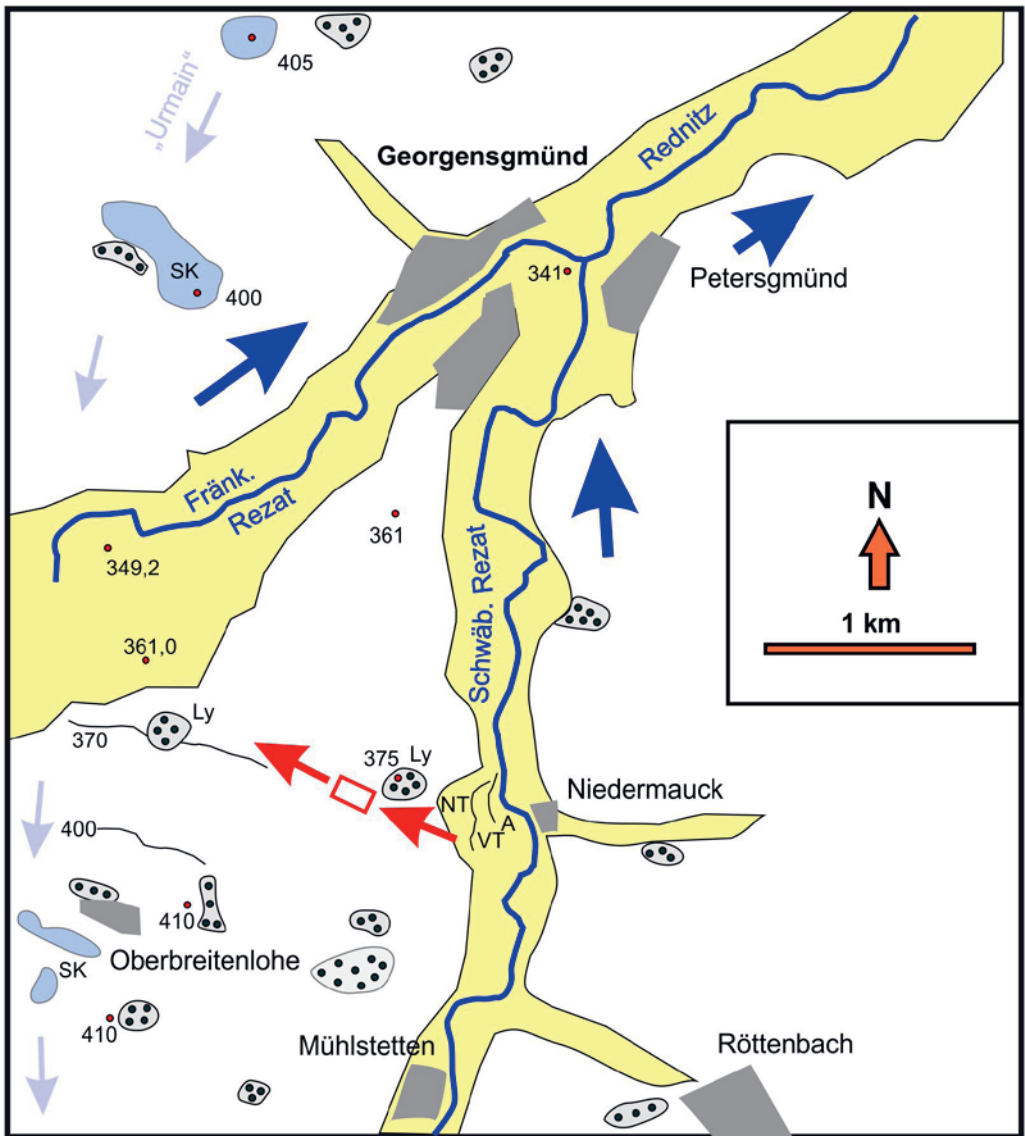 405
„Urmain“
Georgensgmünd
Rednitz
SK
400
341
Petersgmünd
Fränk.
Rezat
349,2
361
361,0
Schwäb. Rezat
N
1 km
Ly
370
375 Ly
NT
A
VT
Niedermauck
400
410
Oberbreitenlohe
SK
410
Mühlstetten
Röttenbach